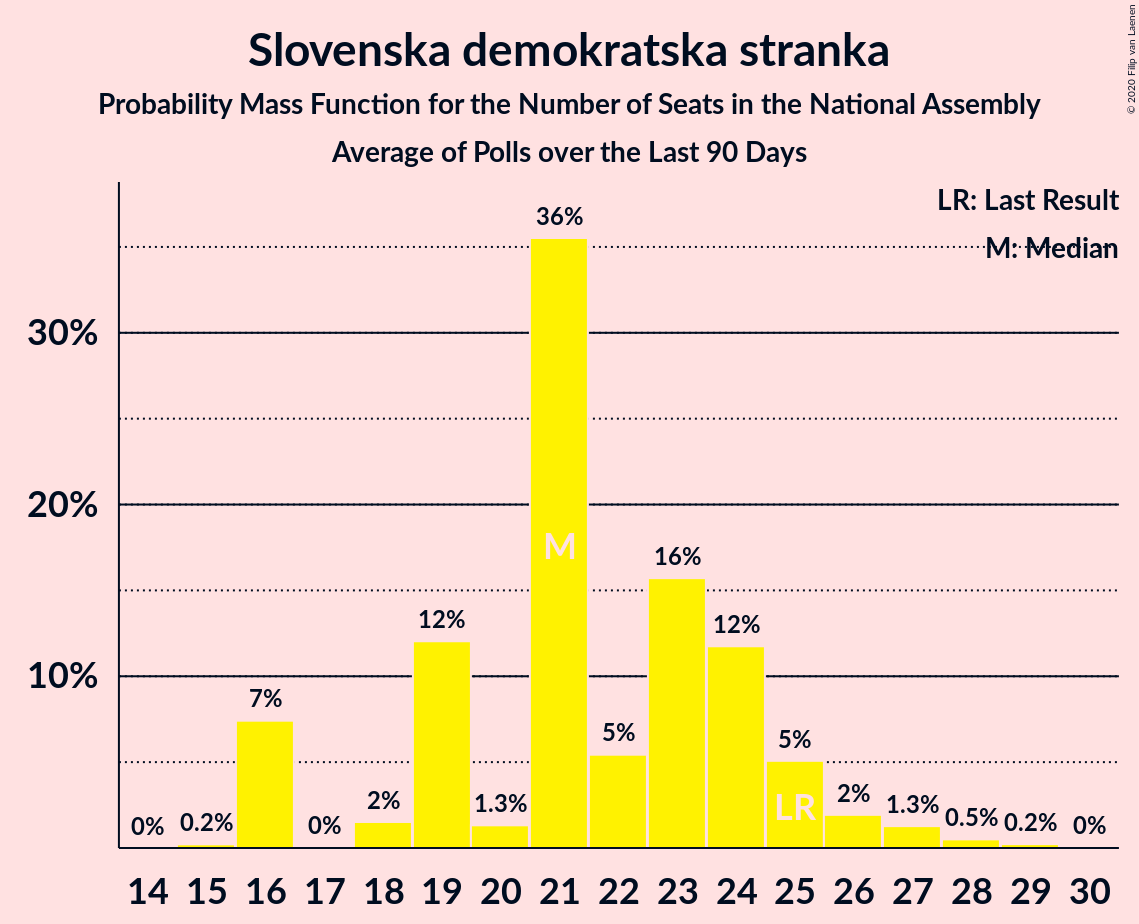 Slovenska demokratska stranka
Probability Mass Function for the Number of Seats in the National Assembly
Average of Polls over the Last 90 Days
© 2020 Filip van Laenen
LR: Last Result
M: Median
30%
20%
10%
0%
0.2%
7%
0%
2%
12%
1.3%
36%
5%
16%
12%
5%
2%
1.3%
0.5%
0.2%
0%
M
LR
14 15 16 17 18 19 20 21 22 23 24 25 26 27 28 29 30